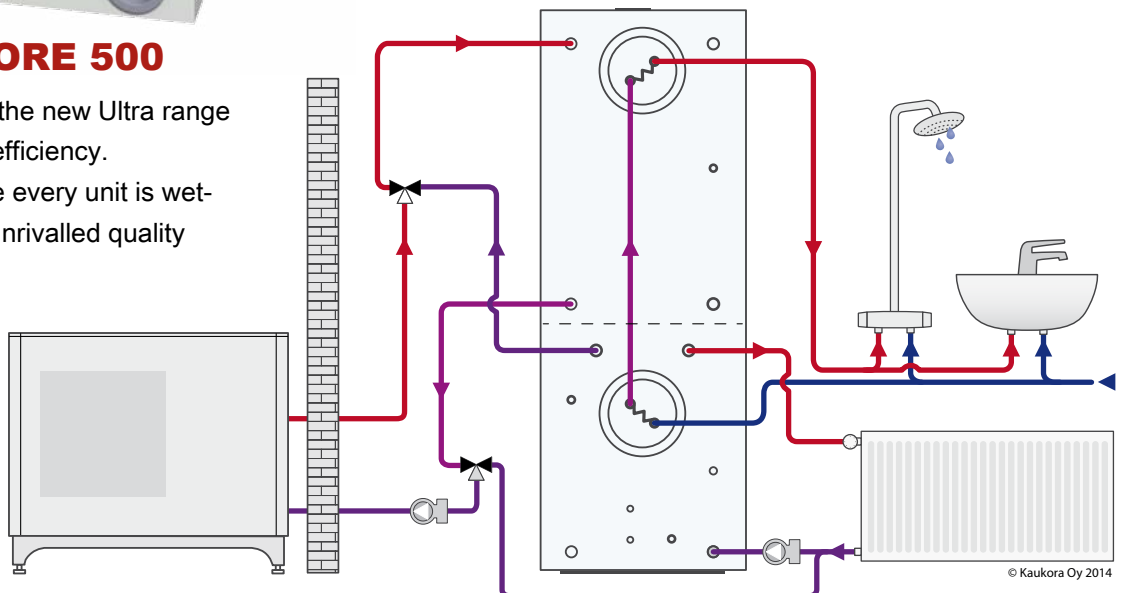 ORE 500
the new Ultra range
efficiency.
every unit is wet-
nrivalled quality
© Kaukora Oy 2014